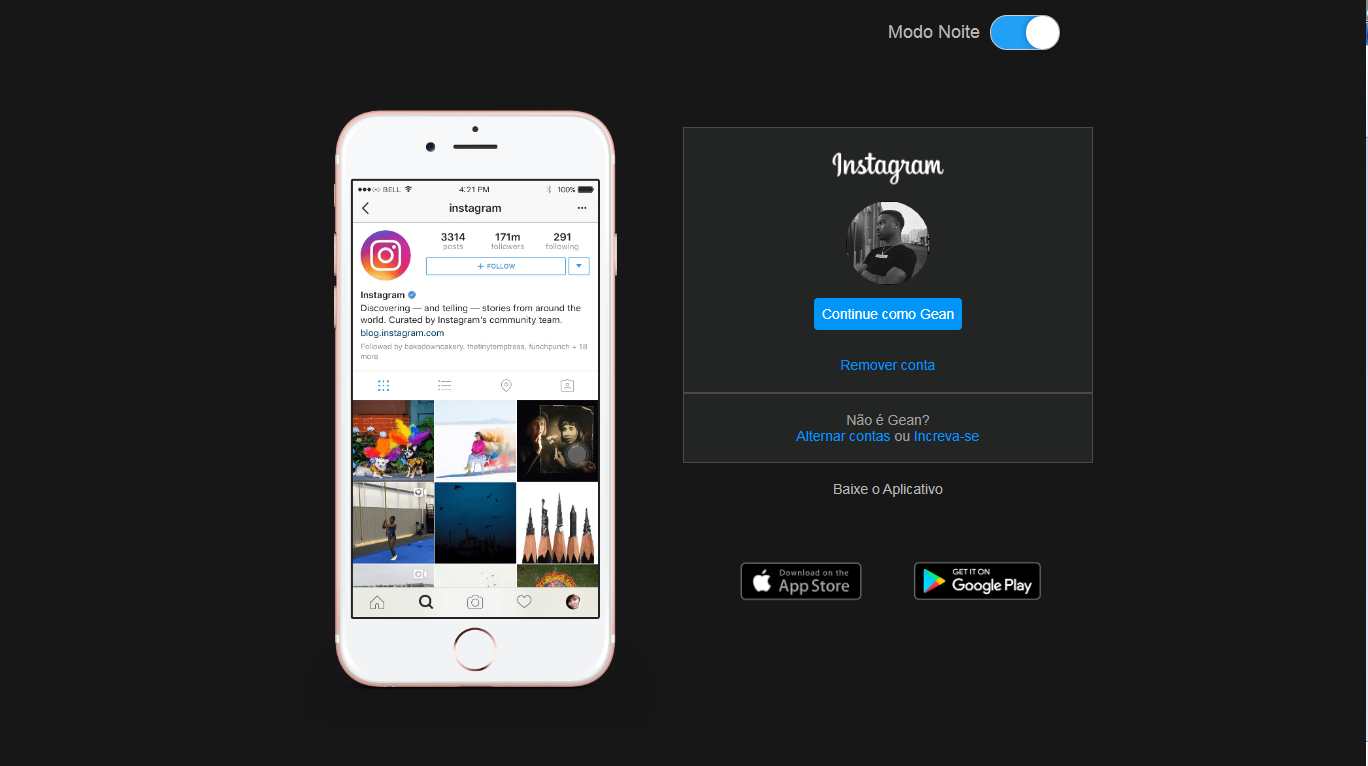 Modo Noite
BELL 4:21 PM 100%
instagram
3314 171m 291
posts followers following
+ FOLLOW
Instagram
Discovering — and telling — stories from around the
world. Curated by Instagram's community team.
blog.instagram.com
Followed by bakedowncakery, thetinytemptress, funchpunch + 18
more
Instagram
Continue como Gean
Remover conta
Não é Gean?
Alternar contas ou Increva-se
Baixe o Aplicativo
Download on the
App Store
GET IT ON
Google Play